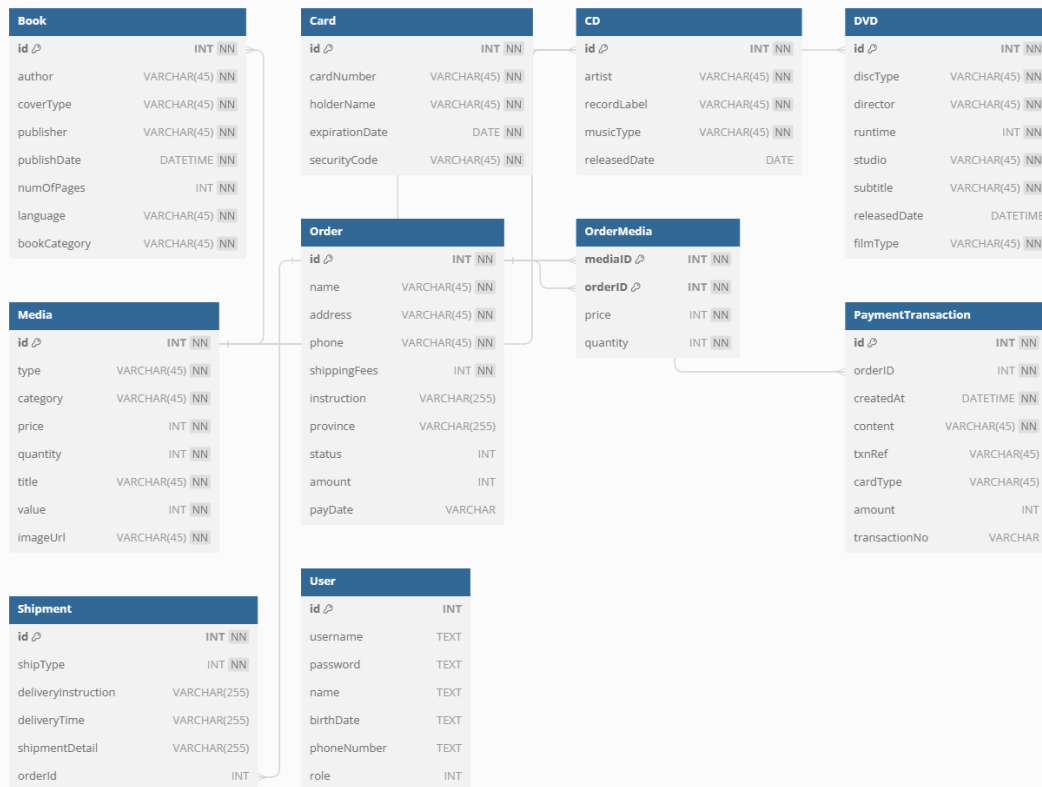 Book
id INT NN
author VARCHAR(45) NN
coverType VARCHAR(45) NN
publisher VARCHAR(45) NN
publishDate DATETIME NN
numOfPages INT NN
language VARCHAR(45) NN
bookCategory VARCHAR(45) NN
Card
id INT NN
cardNumber VARCHAR(45) NN
holderName VARCHAR(45) NN
expirationDate DATE NN
securityCode VARCHAR(45) NN
CD
id INT NN
artist VARCHAR(45) NN
recordLabel VARCHAR(45) NN
musicType VARCHAR(45) NN
releasedDate DATE
DVD
id INT NN
discType VARCHAR(45) NN
director VARCHAR(45) NN
runtime INT NN
studio VARCHAR(45) NN
subtitle VARCHAR(45) NN
releasedDate DATETIME
filmType VARCHAR(45) NN
Order
id INT NN
name VARCHAR(45) NN
address VARCHAR(45) NN
phone VARCHAR(45) NN
shippingFees INT NN
instruction VARCHAR(255)
province VARCHAR(255)
status INT
amount INT
payDate VARCHAR
OrderMedia
mediaID INT NN
orderID INT NN
price INT NN
quantity INT NN
Media
id INT NN
type VARCHAR(45) NN
category VARCHAR(45) NN
price INT NN
quantity INT NN
title VARCHAR(45) NN
value INT NN
imageUrl VARCHAR(45) NN
PaymentTransaction
id INT NN
orderID INT NN
createdAt DATETIME NN
content VARCHAR(45) NN
txnRef VARCHAR(45)
cardType VARCHAR(45)
amount INT
transactionNo VARCHAR
Shipment
id INT NN
shipType INT NN
deliveryInstruction VARCHAR(255)
deliveryTime VARCHAR(255)
shipmentDetail VARCHAR(255)
orderId INT
User
id INT
username TEXT
password TEXT
name TEXT
birthDate TEXT
phoneNumber TEXT
role INT